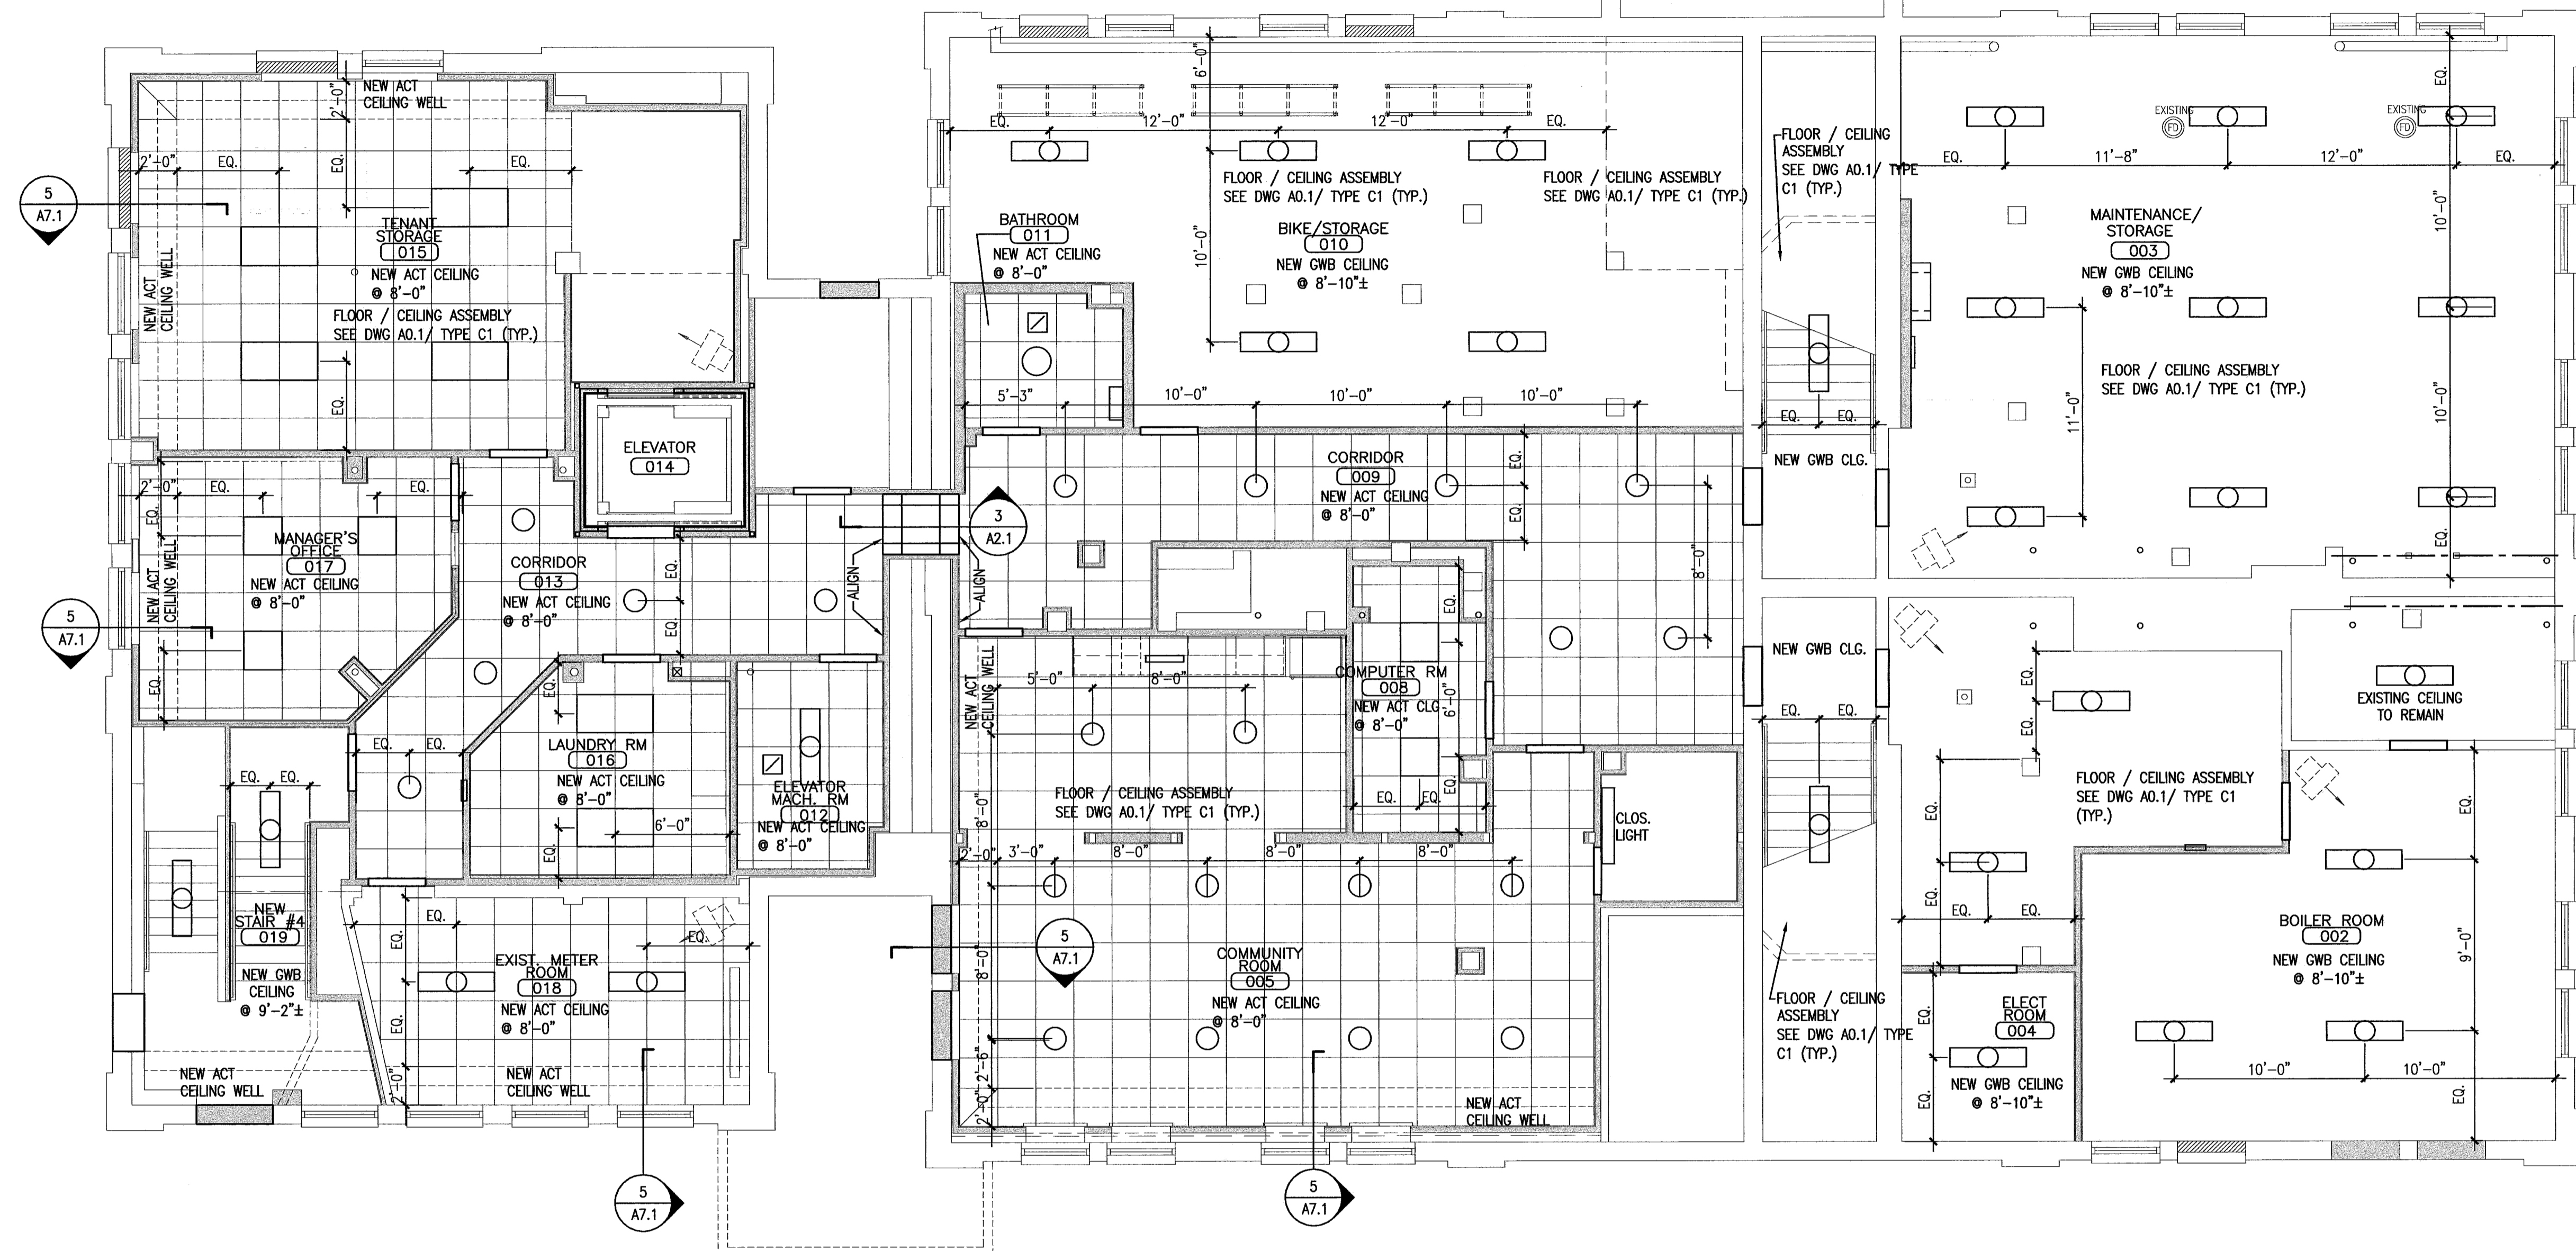 NEW ACT
CEILING WELL
2'-0"
2'-0"
EQ.
EQ.
EQ.
5
A7.1
TENANT
STORAGE
015
NEW ACT CEILING
@ 8'-0"
FLOOR / CEILING ASSEMBLY
SEE DWG A0.1/ TYPE C1 (TYP.)
NEW ACT
CEILING WELL
EQ.
ELEVATOR
014
2'-0"
EQ.
EQ.
EQ.
MANAGER'S
OFFICE
017
NEW ACT CEILING
@ 8'-0"
NEW ACT
CEILING WELL
EQ.
5
A7.1
CORRIDOR
013
NEW ACT CEILING
@ 8'-0"
EQ.
EQ.
ALIGN
ALIGN
3
A2.1
EQ.
EQ.
EQ.
LAUNDRY RM
016
NEW ACT CEILING
@ 8'-0"
6'-0"
EQ.
ELEVATOR
MACH. RM
012
NEW ACT CEILING
@ 8'-0"
EQ.
EQ.
NEW
STAIR #4
019
NEW GWB
CEILING
@ 9'-2"±
NEW ACT
CEILING WELL
EQ.
EQ.
EQ.
EQ.
EXIST. METER
ROOM
018
NEW ACT CEILING
@ 8'-0"
NEW ACT
CEILING WELL
2'-0"
5
A7.1
6'-0"
EQ.
12'-0"
12'-0"
EQ.
FLOOR / CEILING ASSEMBLY
SEE DWG A0.1/ TYPE C1 (TYP.)
FLOOR / CEILING ASSEMBLY
SEE DWG A0.1/ TYPE C1 (TYP.)
BATHROOM
011
NEW ACT CEILING
@ 8'-0"
10'-0"
BIKE/STORAGE
010
NEW GWB CEILING
@ 8'-10"±
5'-3"
10'-0"
10'-0"
10'-0"
CORRIDOR
009
NEW ACT CEILING
@ 8'-0"
EQ.
EQ.
8'-0"
NEW ACT
CEILING WELL
5'-0"
8'-0"
EQ.
COMPUTER RM
008
NEW ACT CLG
@ 8'-0"
6'-0"
EQ.
EQ.
EQ.
FLOOR / CEILING ASSEMBLY
SEE DWG A0.1/ TYPE C1 (TYP.)
8'-0"
2'-0"
3'-0"
8'-0"
8'-0"
8'-0"
CLOS.
LIGHT
5
A7.1
COMMUNITY
ROOM
005
NEW ACT CEILING
@ 8'-0"
8'-0"
2'-6"
2'-0"
NEW ACT
CEILING WELL
5
A7.1
FLOOR / CEILING
ASSEMBLY
SEE DWG A0.1/ TYPE
C1 (TYP.)
EQ.
EQ.
NEW GWB CLG.
NEW GWB CLG.
EQ.
EQ.
FLOOR / CEILING
ASSEMBLY
SEE DWG A0.1/ TYPE
C1 (TYP.)
EXISTING
FD
EXISTING
FD
EQ.
EQ.
11'-8"
12'-0"
EQ.
MAINTENANCE/
STORAGE
003
NEW GWB CEILING
@ 8'-10"±
10'-0"
FLOOR / CEILING ASSEMBLY
SEE DWG A0.1/ TYPE C1 (TYP.)
11'-0"
10'-0"
EQ.
EQ.
EQ.
EXISTING CEILING
TO REMAIN
FLOOR / CEILING ASSEMBLY
SEE DWG A0.1/ TYPE C1
(TYP.)
EQ.
EQ.
EQ.
EQ.
EQ.
BOILER ROOM
002
NEW GWB CEILING
@ 8'-10"±
9'-0"
EQ.
EQ.
ELECT
ROOM
004
NEW GWB CEILING
@ 8'-10"±
10'-0"
10'-0"
EQ.